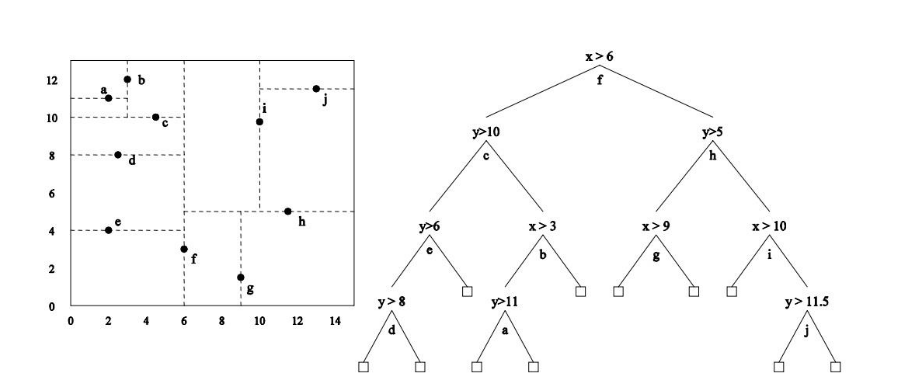 12
10
8
6
4
2
0
0 2 4 6 8 10 12 14
a
b
c
d
e
f
g
h
i
j
x > 6
f
y>10
c
y>5
h
y>6
e
x > 3
b
x > 9
g
x > 10
i
y > 8
d
y>11
a
y > 11.5
j